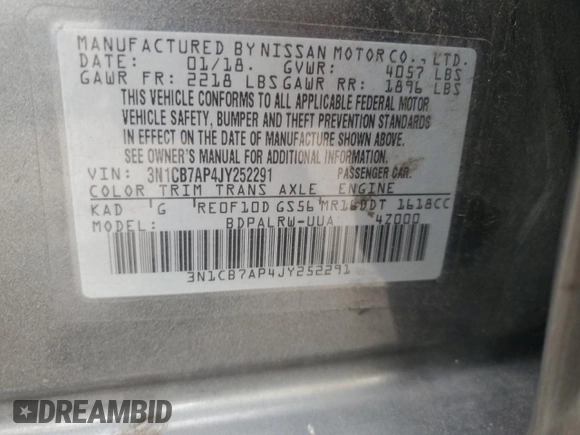 MANUFACTURED BY NISSAN MOTOR CO., LTD.
DATE: 01/18. GVWR: 4057 LBS
GAWR FR: 2218 LBS GAWR RR: 1896 LBS
THIS VEHICLE CONFORMS TO ALL APPLICABLE FEDERAL MOTOR
VEHICLE SAFETY, BUMPER AND THEFT PREVENTION STANDARDS
IN EFFECT ON THE DATE OF MANUFACTURE SHOWN ABOVE.
SEE OWNER'S MANUAL FOR ADDITIONAL INFORMATION.
VIN: 3N1CB7AP4JY252291 PASSENGER CAR.
COLOR TRIM TRANS AXLE ENGINE
KAD G RE0F10D GS56 MR16DDT 1618CC
MODEL: BDPALRW-UUA 4Z000
3N1CB7AP4JY252291
DREAMBID